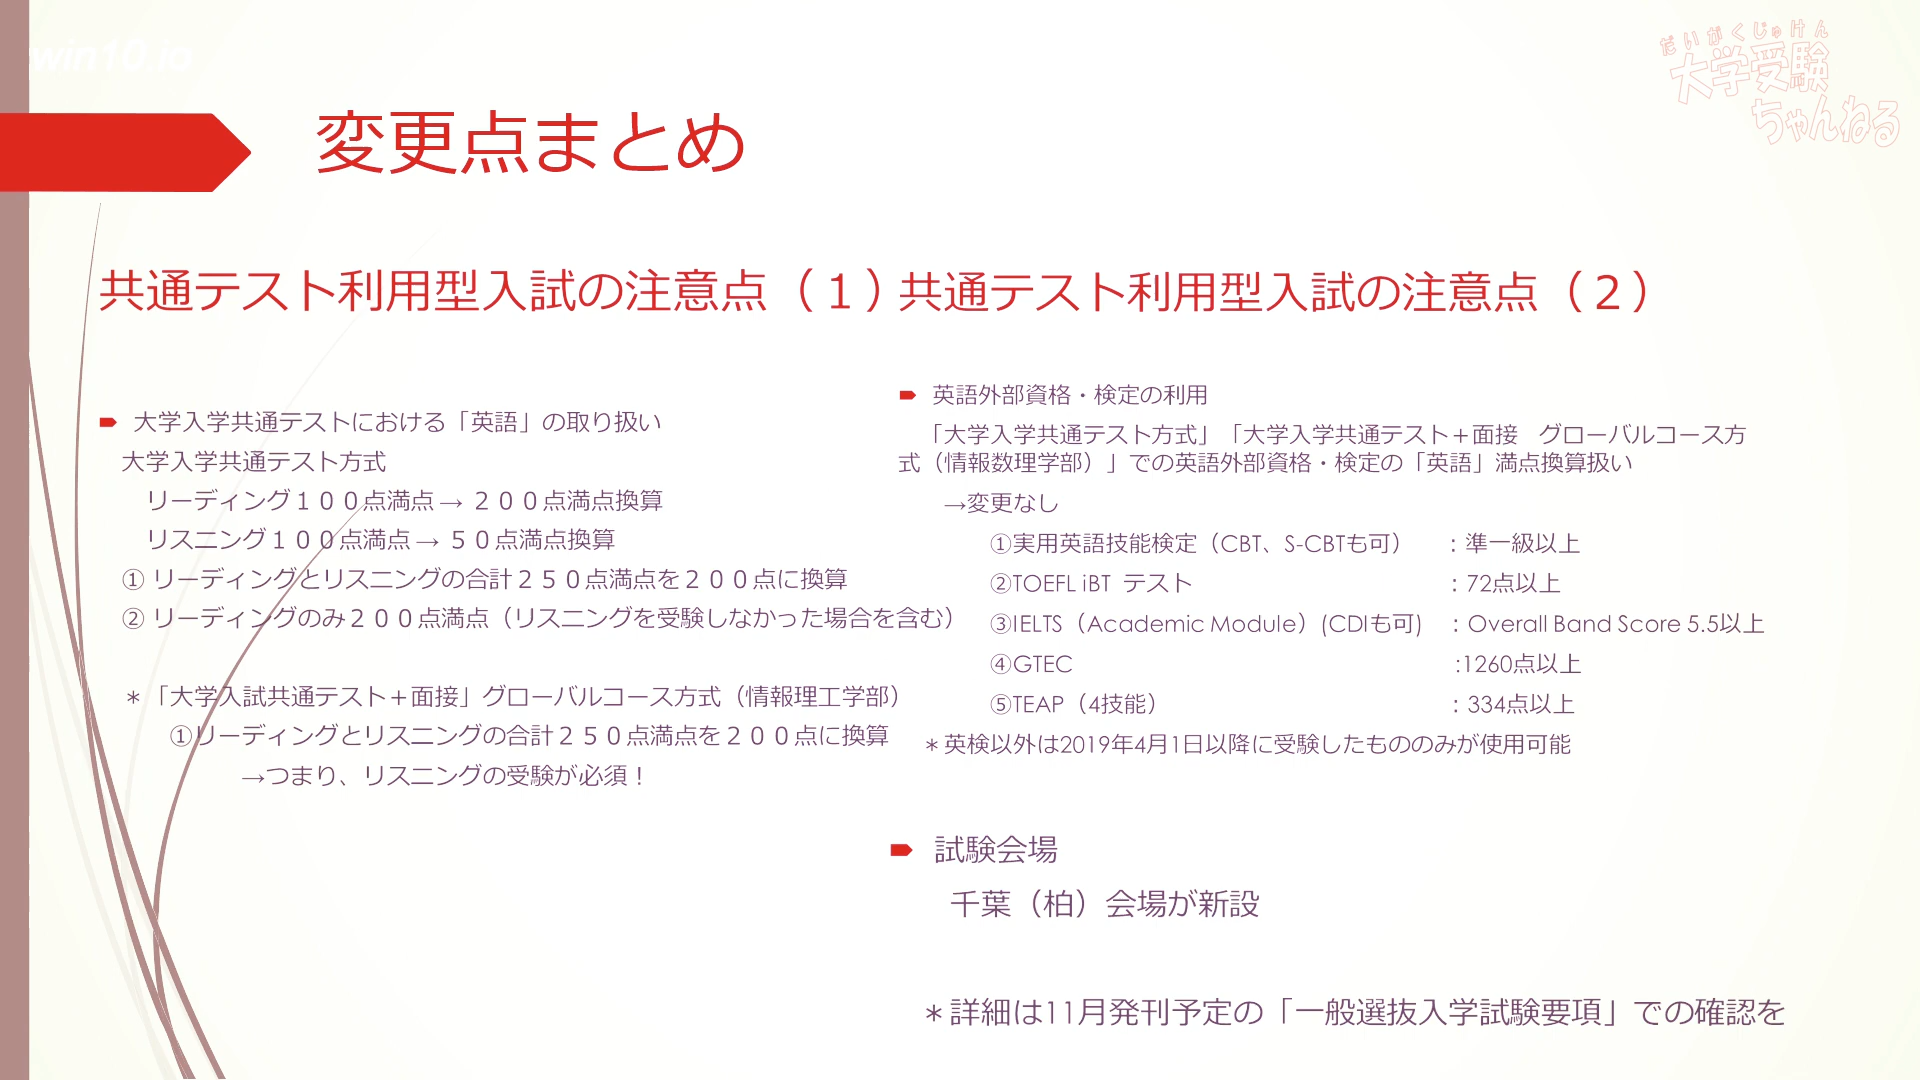 win10.io
だいがくじゅけん
大学受験
ちゃんねる
変更点まとめ
共通テスト利用型入試の注意点（１）
大学入学共通テストにおける「英語」の取り扱い
大学入学共通テスト方式
リーディング１００点満点→ ２００点満点換算
リスニング１００点満点→ ５０点満点換算
① リーディングとリスニングの合計２５０点満点を２００点に換算
② リーディングのみ２００点満点（リスニングを受験しなかった場合を含む）
＊「大学入試共通テスト＋面接」グローバルコース方式（情報理工学部）
①リーディングとリスニングの合計２５０点満点を２００点に換算
→つまり、リスニングの受験が必須！
共通テスト利用型入試の注意点（２）
英語外部資格・検定の利用
「大学入学共通テスト方式」「大学入学共通テスト＋面接　グローバルコース方
式（情報数理学部）」での英語外部資格・検定の「英語」満点換算扱い
→変更なし
①実用英語技能検定（CBT、S-CBTも可）　：準一級以上
②TOEFL iBT テスト　：72点以上
③IELTS（Academic Module）(CDIも可)　：Overall Band Score 5.5以上
④GTEC　:1260点以上
⑤TEAP（4技能）　：334点以上
＊英検以外は2019年4月1日以降に受験したもののみが使用可能
試験会場
千葉（柏）会場が新設
＊詳細は11月発刊予定の「一般選抜入学試験要項」での確認を